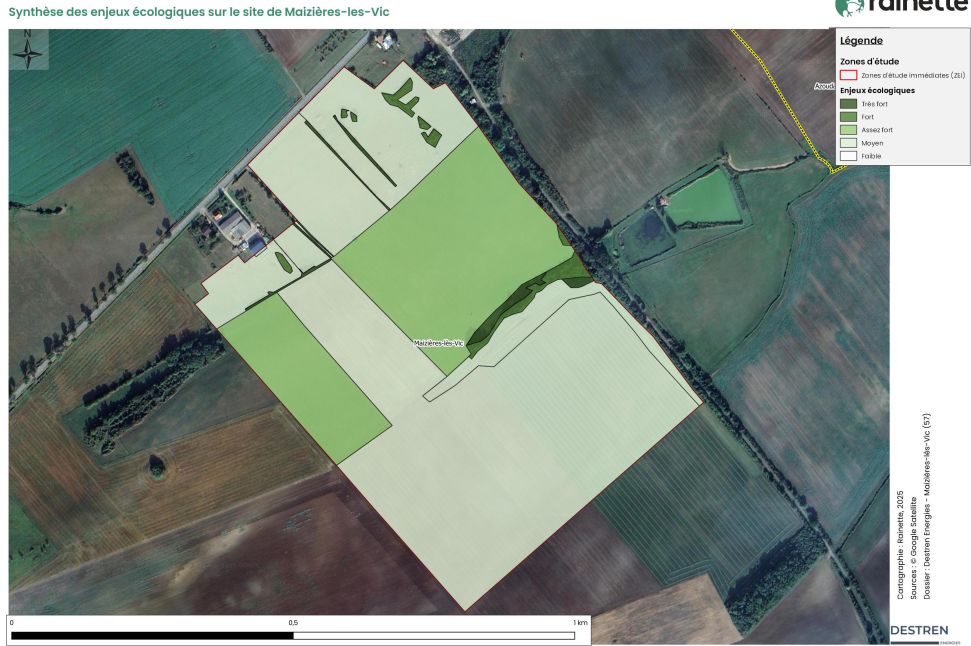 Synthèse des enjeux écologiques sur le site de Maizières-les-Vic
rainette
N
Légende
Zones d'étude
Zones d'étude immédiates (ZEI)
Enjeux écologiques
Très fort
Fort
Assez fort
Moyen
Faible
Maizières-lès-Vic
Cartographie : Rainette, 2025
Sources : © Google Satellite
Dossier : Destren Energies - Maizières-lès-Vic (57)
0
0,5
1 km
DESTREN
ENERGIES